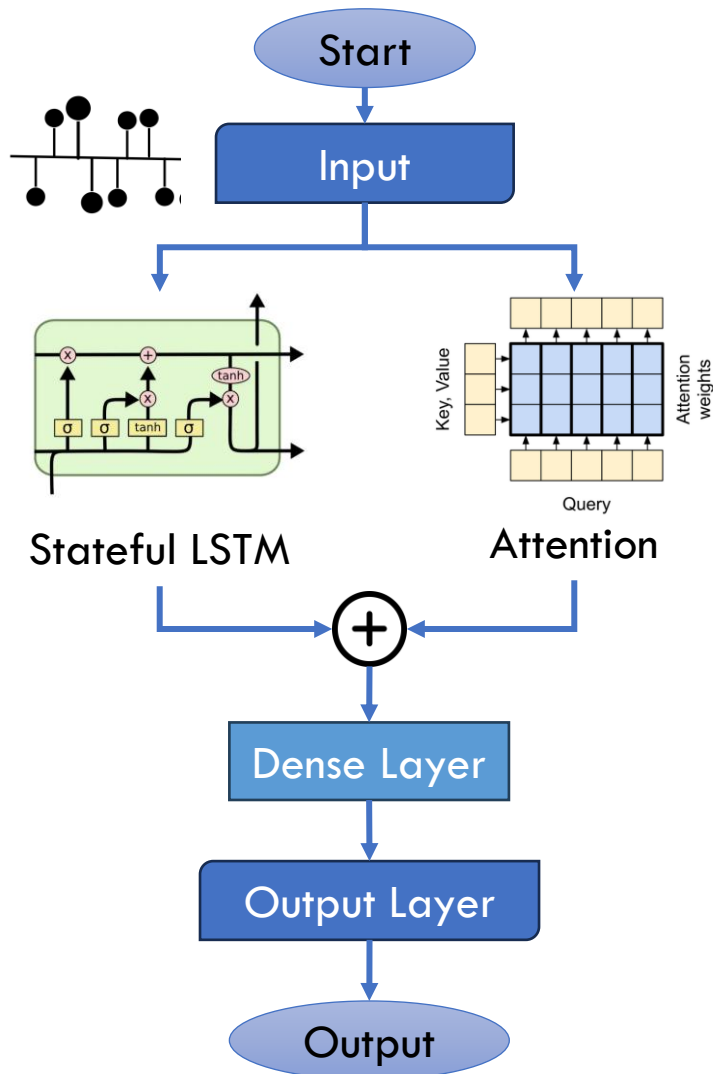 Start
Input
x
+
tanh
x
x
σ
σ
tanh
σ
Key, Value
Attention
weights
Query
Stateful LSTM
Attention
+
Dense Layer
Output Layer
Output